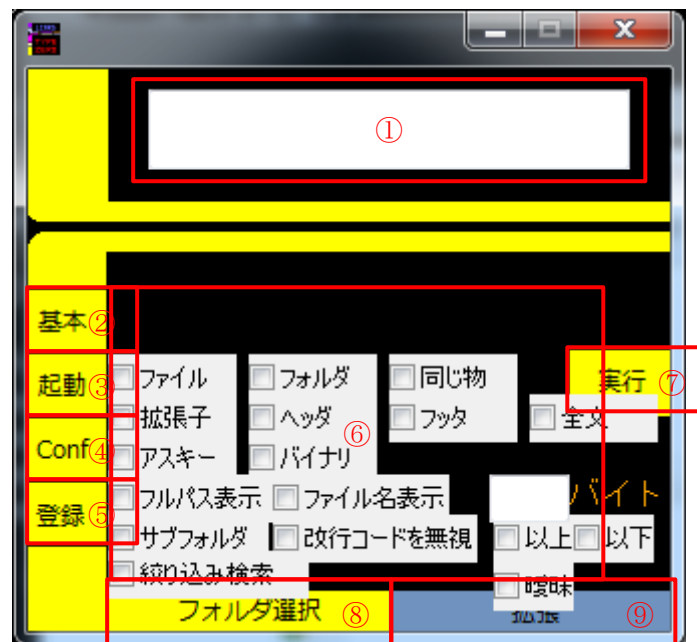 ①
基本②
起動③
ファイル フォルダ 同じ物 実行⑦
拡張子 ヘッダ フッタ 全文
⑥
Conf④
アスキー バイナリ
登録⑤
フルパス表示 ファイル名表示 バイト
サブフォルダ 改行コードを無視 以上 以下
絞り込み検索 曖昧
フォルダ選択 ⑧ 拡張 ⑨